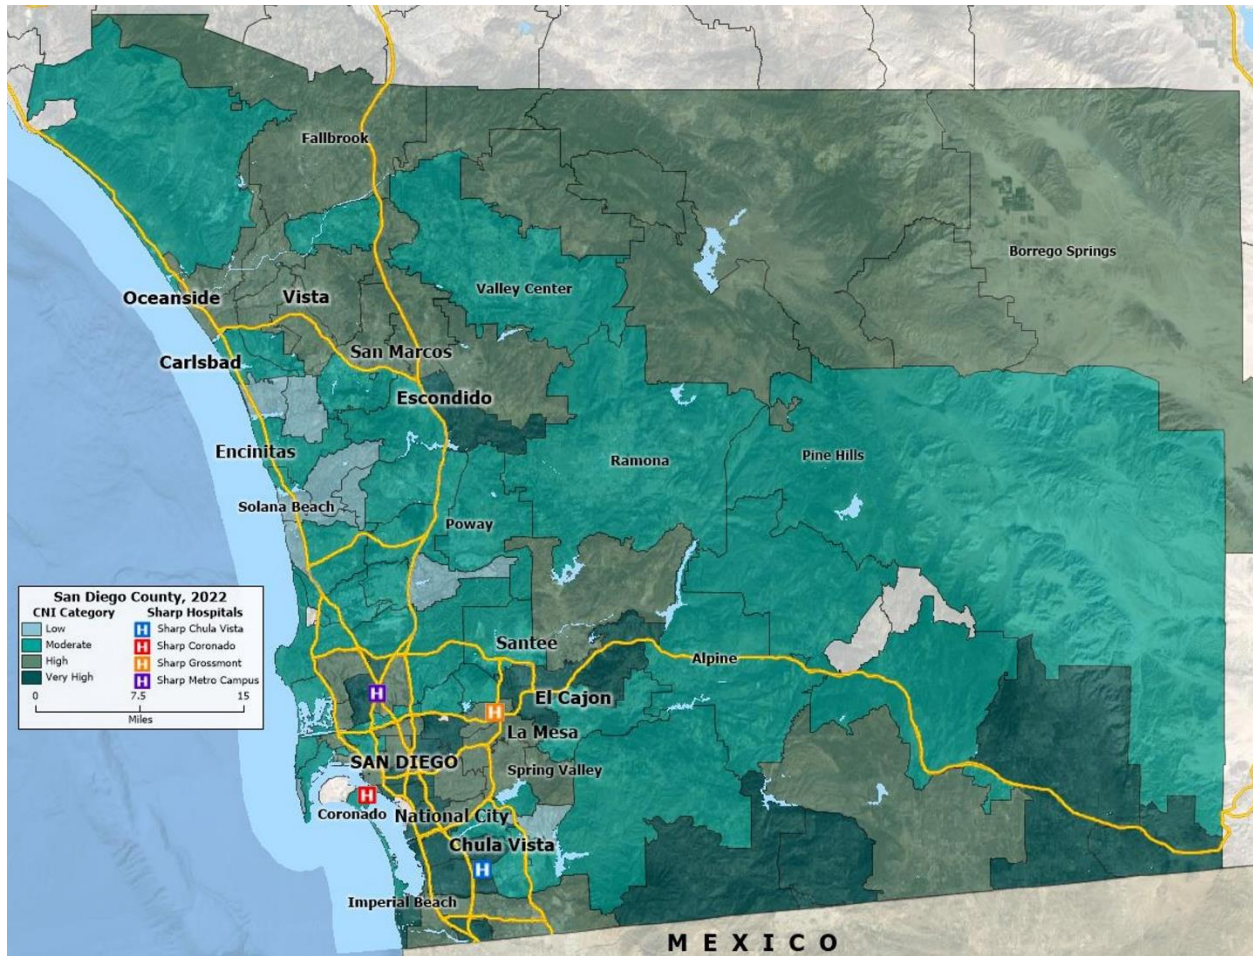 Fallbrook
Borrego Springs
Valley Center
Oceanside
Vista
San Marcos
Carlsbad
Escondido
Encinitas
Ramona
Pine Hills
Solana Beach
Poway
San Diego County, 2022
CNI Category
Sharp Hospitals
Low
H Sharp Chula Vista
Moderate
H Sharp Coronado
High
H Sharp Grossmont
Very High
H Sharp Metro Campus
0 7.5 15
Miles
Santee
Alpine
H
El Cajon
H
La Mesa
SAN DIEGO
Spring Valley
H
Coronado
National City
Chula Vista
H
Imperial Beach
MEXICO